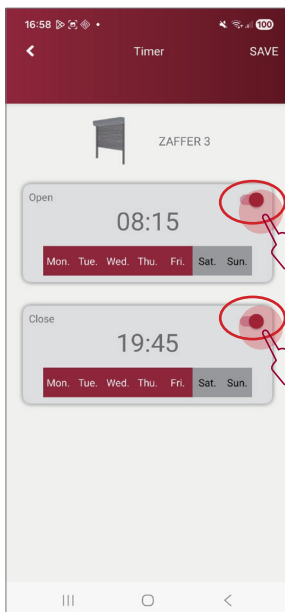 16:58 100
Timer SAVE
ZAFFER 3
Open
08:15
Mon. Tue. Wed. Thu. Fri. Sat. Sun.
Close
19:45
Mon. Tue. Wed. Thu. Fri. Sat. Sun.